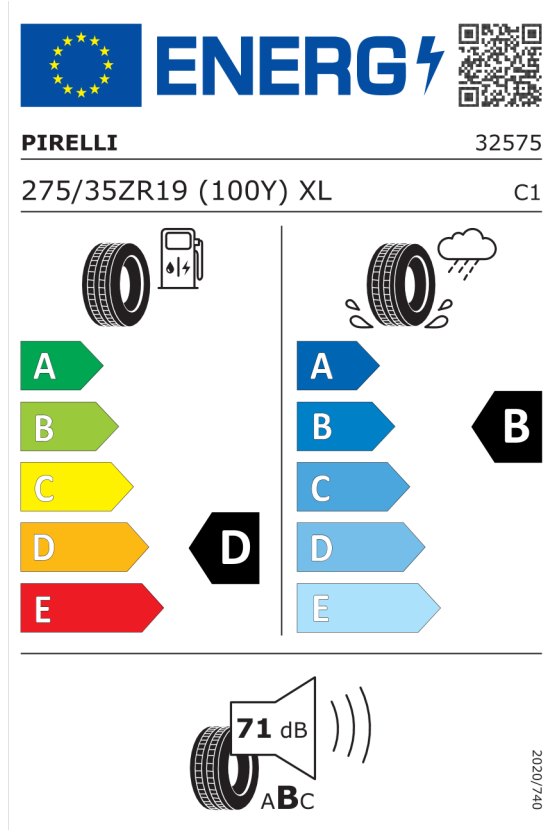 ENERG
PIRELLI 32575
275/35ZR19 (100Y) XL C1
A A
B B B
C C
D D D
E E
71 dB
ABC
2020/740